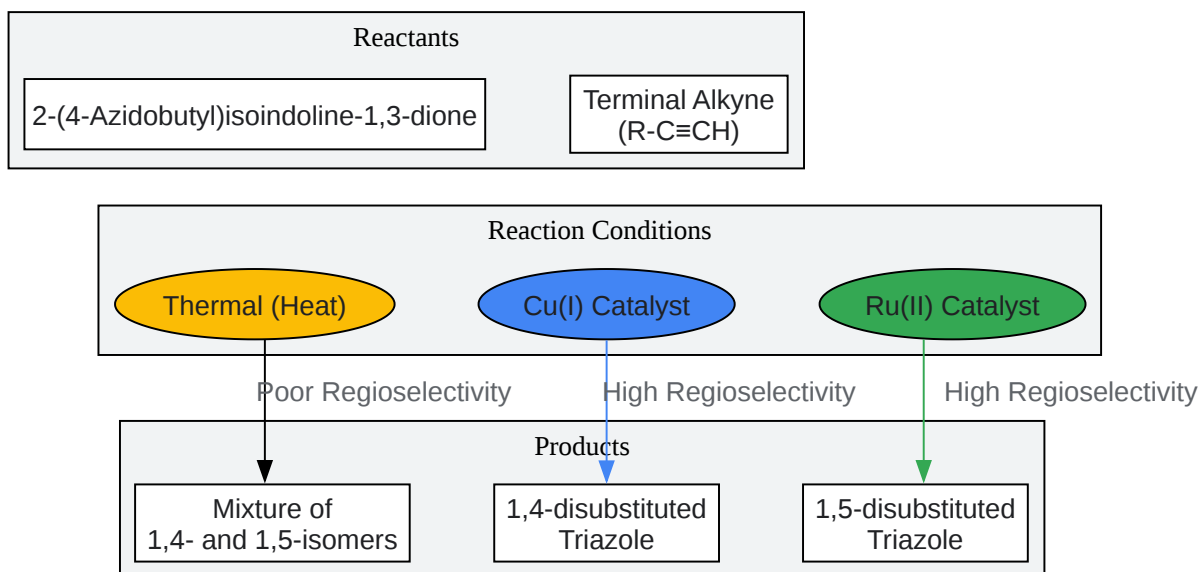 Reactants
2-(4-Azidobutyl)isoindoline-1,3-dione
Terminal Alkyne
(R-C≡CH)
Reaction Conditions
Thermal (Heat)
Cu(I) Catalyst
Ru(II) Catalyst
Poor Regioselectivity
High Regioselectivity
High Regioselectivity
Products
Mixture of
1,4- and 1,5-isomers
1,4-disubstituted
Triazole
1,5-disubstituted
Triazole